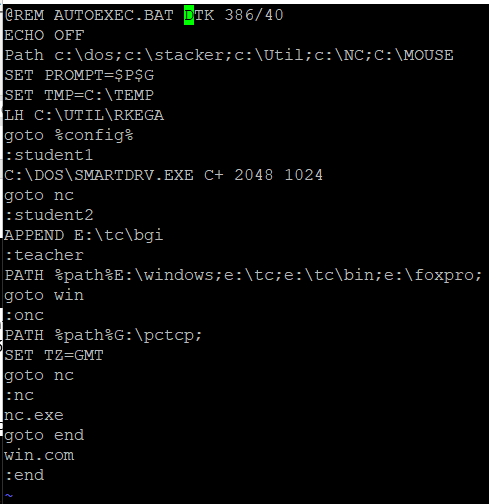 @REM AUTOEXEC.BAT DTK 386/40
ECHO OFF
Path c:\dos;c:\stacker;c:\Util;c:\NC;C:\MOUSE
SET PROMPT=$P$G
SET TMP=C:\TEMP
LH C:\UTIL\RKEGA
goto %config%
:student1
C:\DOS\SMARTDRV.EXE C+ 2048 1024
goto nc
:student2
APPEND E:\tc\bgi
:teacher
PATH %path%E:\windows;e:\tc;e:\tc\bin;e:\foxpro;
goto win
:onc
PATH %path%G:\pctcp;
SET TZ=GMT
goto nc
:nc
nc.exe
goto end
win.com
:end
~